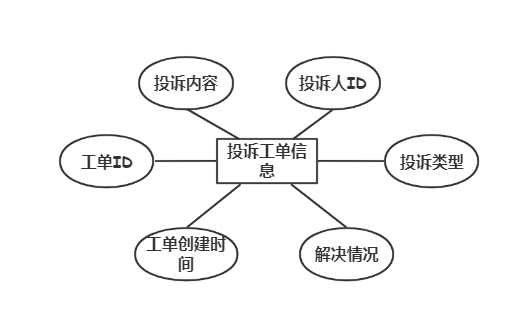 投诉内容
投诉人ID
投诉工单信
息
工单ID
投诉类型
工单创建时
间
解决情况